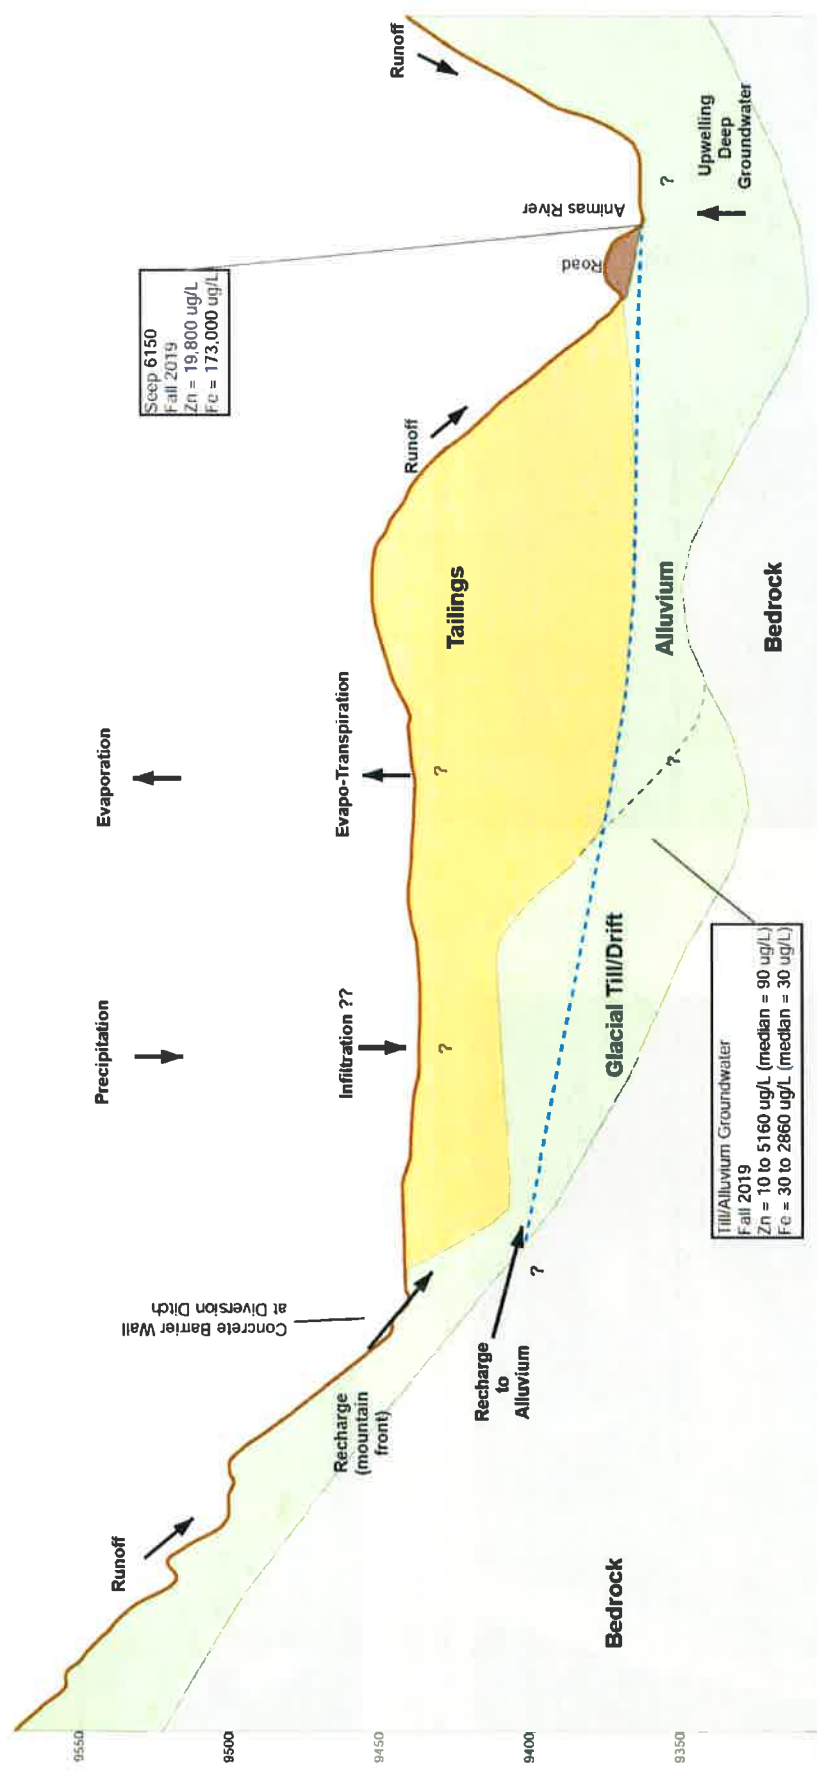 9550
9500
9450
9400
9350
Runoff
Recharge
(mountain
front)
Concrete Barrier Wall
at Diversion Ditch
Recharge
to
Alluvium
?
Bedrock
Precipitation
Infiltration ??
?
Glacial Till/Drift
Till/Alluvium Groundwater
Fall 2019
Zn = 10 to 5160 ug/L (median = 90 ug/L)
Fe = 30 to 2860 ug/L (median = 30 ug/L)
Evaporation
Evapo-Transpiration
?
?
Tailings
Alluvium
Bedrock
Runoff
Seep 6150
Fall 2019
Zn = 19,800 ug/L
Fe = 173,000 ug/L
Road
Animas River
?
Upwelling
Deep
Groundwater
Runoff